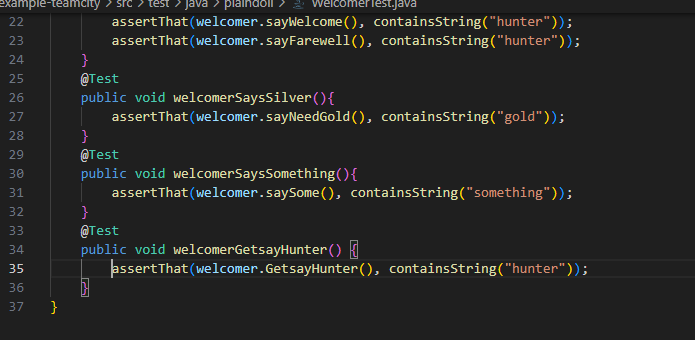 example-teamcity > src > test > java > plaindoll > WelcomerTest.java
22 assertThat(welcomer.sayWelcome(), containsString("hunter"));
23 assertThat(welcomer.sayFarewell(), containsString("hunter"));
24 }
25 @Test
26 public void welcomerSaysSilver(){
27 assertThat(welcomer.sayNeedGold(), containsString("gold"));
28 }
29 @Test
30 public void welcomerSaysSomething(){
31 assertThat(welcomer.saySome(), containsString("something"));
32 }
33 @Test
34 public void welcomerGetsayHunter() {
35 assertThat(welcomer.GetsayHunter(), containsString("hunter"));
36 }
37 }